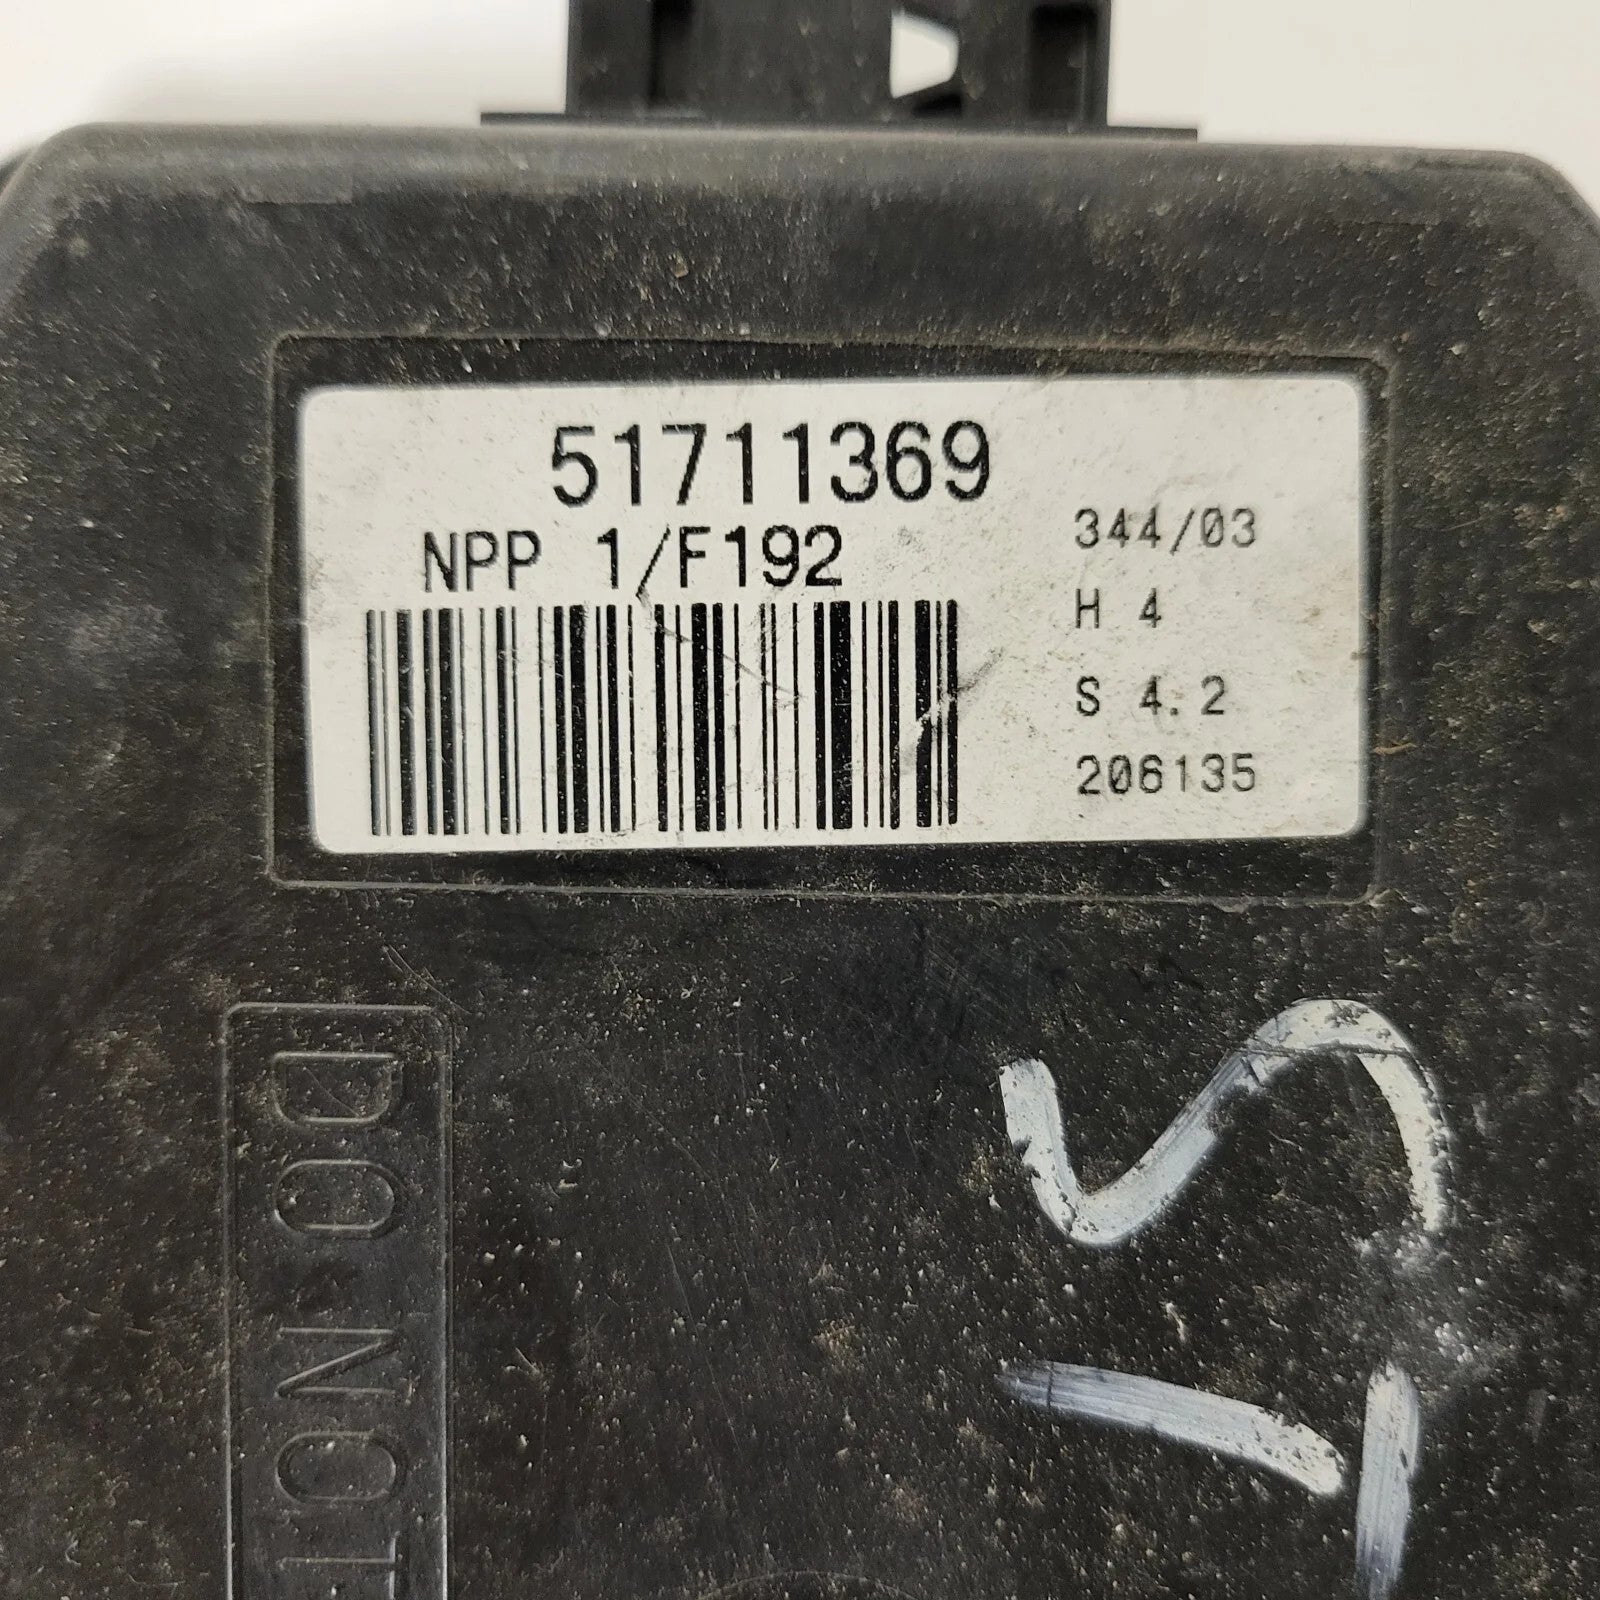 51711369
NPP 1/F192
344/03
H 4
S 4.2
206135
DO NOT